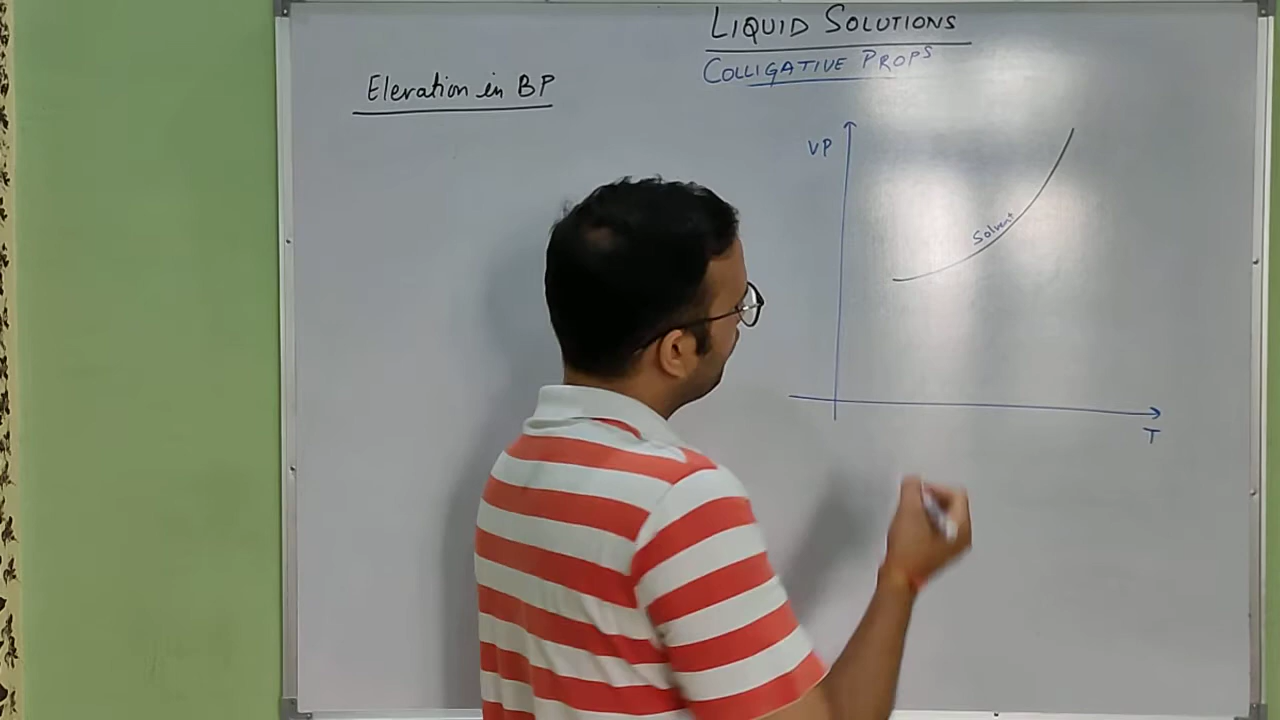 LIQUID SOLUTIONS
COLLIGATIVE PROPS
Elevation in BP
VP
Solvent
T